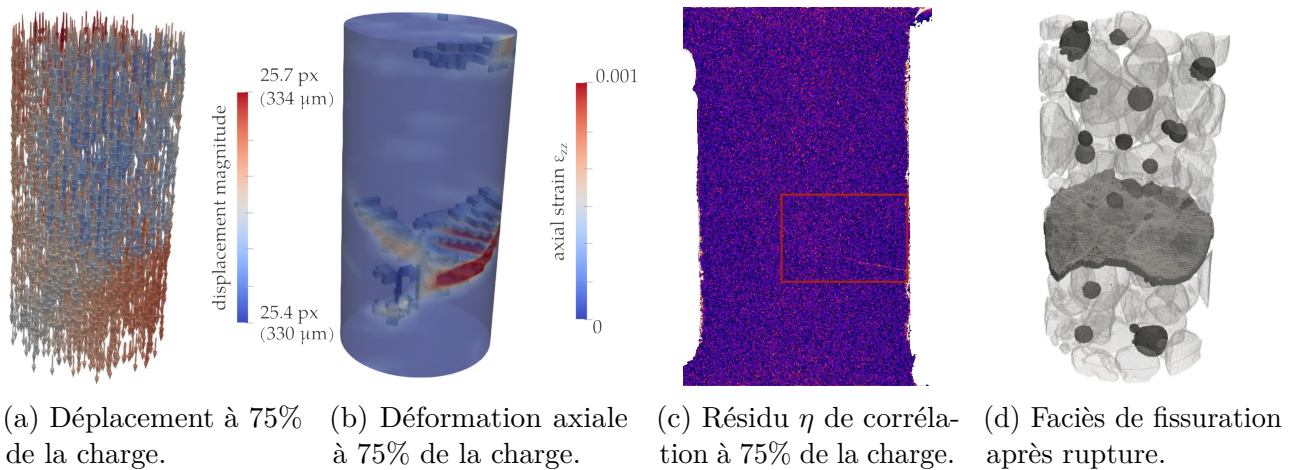 displacement magnitude
25.7 px
(334 µm)
25.4 px
(330 µm)
axial strain εzz
0.001
0
(a) Déplacement à 75%
de la charge.
(b) Déformation axiale
à 75% de la charge.
(c) Résidu η de corréla-
tion à 75% de la charge.
(d) Faciès de fissuration
après rupture.